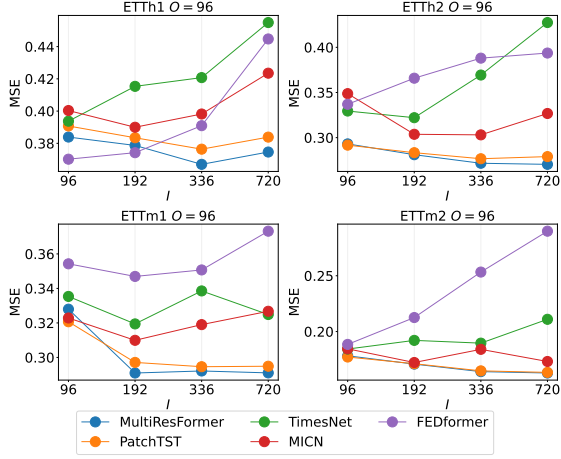 ETTh1 O = 96
MSE
0.44
0.42
0.40
0.38
96 192 336 720
I
ETTh2 O = 96
MSE
0.40
0.35
0.30
96 192 336 720
I
ETTm1 O = 96
MSE
0.36
0.34
0.32
0.30
96 192 336 720
I
ETTm2 O = 96
MSE
0.25
0.20
96 192 336 720
I
MultiResFormer TimesNet FEDformer
PatchTST MICN